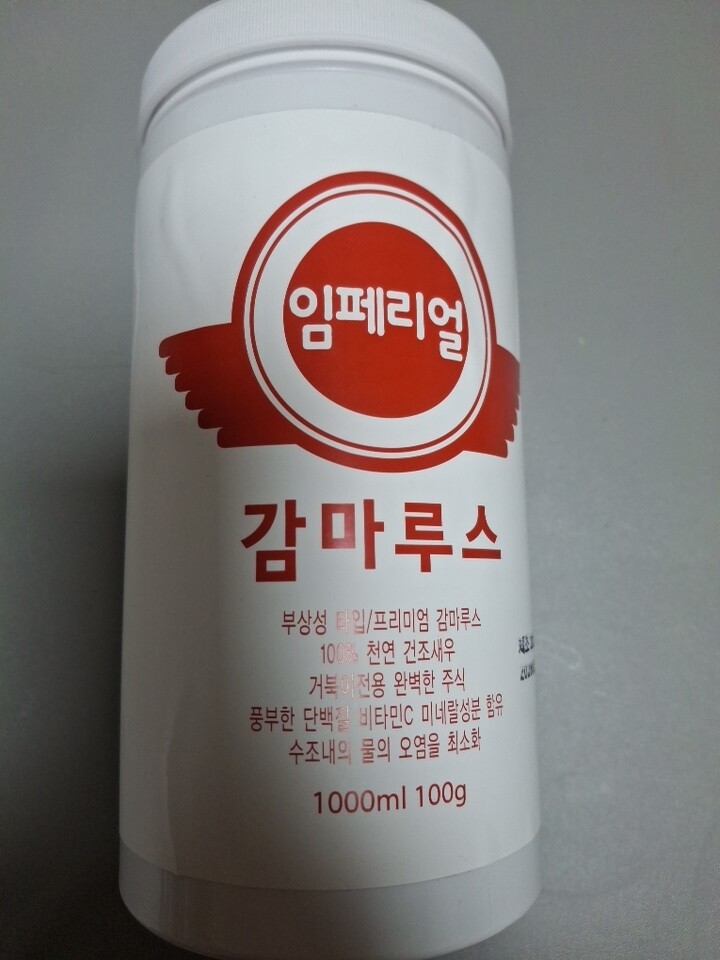 임페리얼
감마루스
부상성 타입/프리미엄 감마루스
100% 천연 건조새우
거북이전용 완벽한 주식
풍부한 단백질 비타민C 미네랄성분 함유
수조내의 물의 오염을 최소화
1000ml 100g
제조